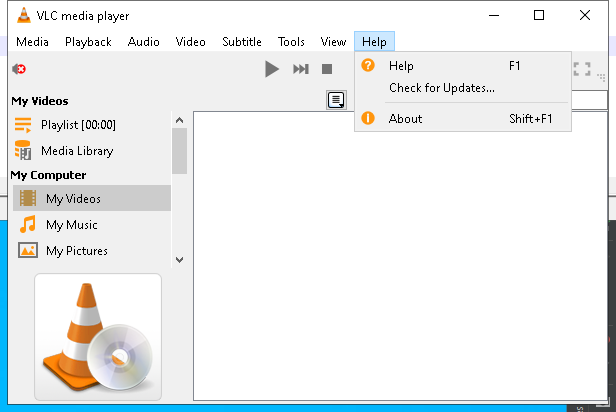 VLC media player
Media Playback Audio Video Subtitle Tools View Help
Help F1
Check for Updates...
About Shift+F1
My Videos
Playlist [00:00]
Media Library
My Computer
My Videos
My Music
My Pictures